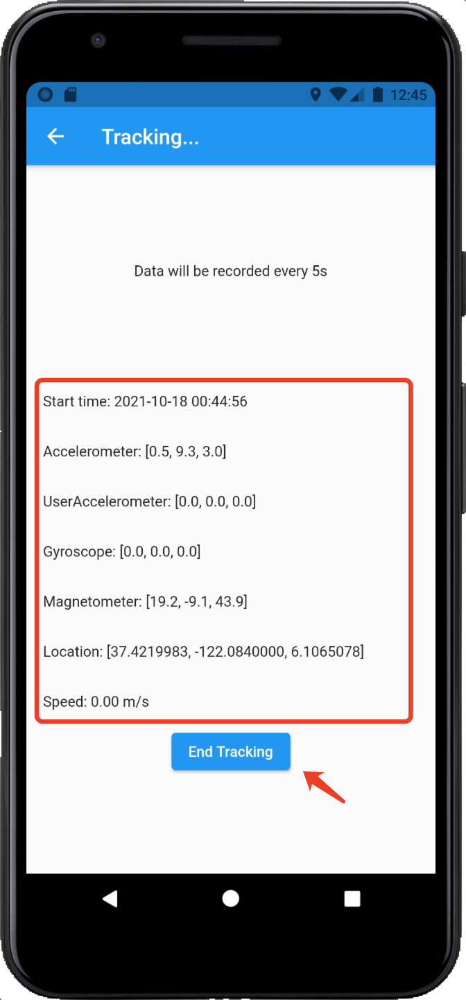 12:45
Tracking...
Data will be recorded every 5s
Start time: 2021-10-18 00:44:56
Accelerometer: [0.5, 9.3, 3.0]
UserAccelerometer: [0.0, 0.0, 0.0]
Gyroscope: [0.0, 0.0, 0.0]
Magnetometer: [19.2, -9.1, 43.9]
Location: [37.4219983, -122.0840000, 6.1065078]
Speed: 0.00 m/s
End Tracking